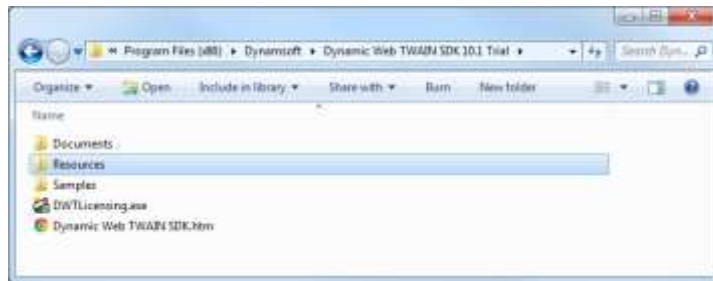 « Program Files (x86) ▸ Dynamsoft ▸ Dynamic Web TWAIN SDK 10.1 Trial ▸
Organize Open Include in library Share with Burn New folder
Name
Documents
Resources
Samples
DWTLicensing.exe
Dynamic Web TWAIN SDK.htm